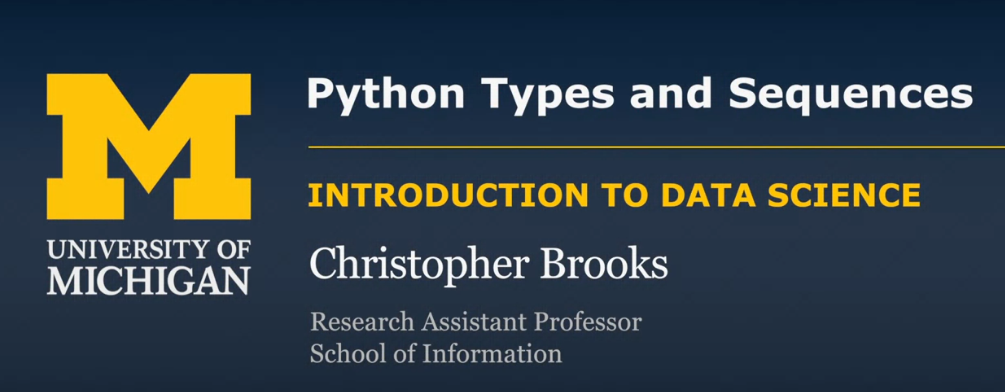 Python Types and Sequences
INTRODUCTION TO DATA SCIENCE
Christopher Brooks
Research Assistant Professor
School of Information
M
UNIVERSITY OF
MICHIGAN